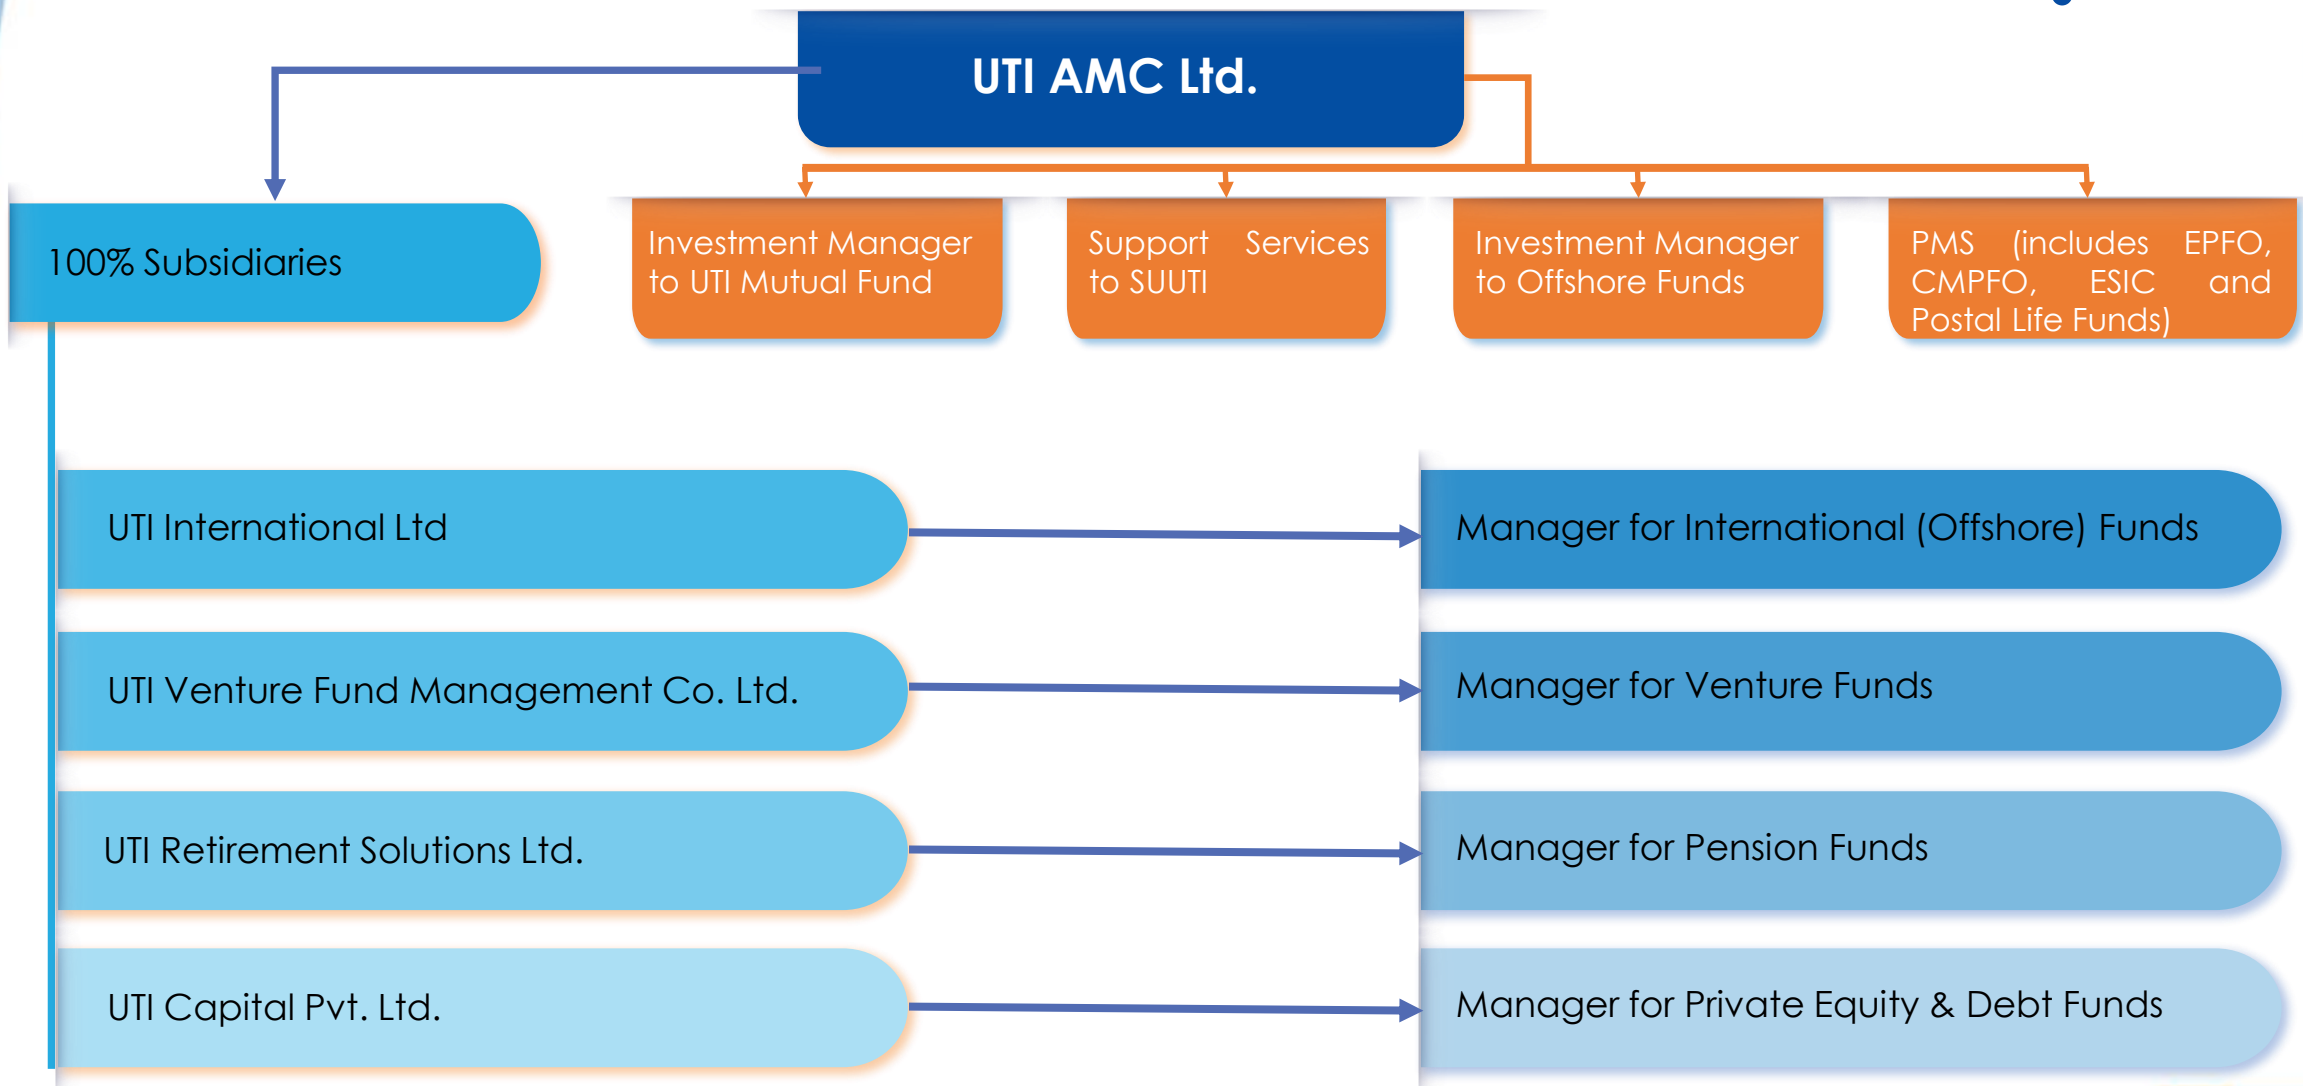 UTI AMC Ltd.
100% Subsidiaries
Investment Manager
to UTI Mutual Fund
Support Services
to SUUTI
Investment Manager
to Offshore Funds
PMS (includes EPFO,
CMPFO, ESIC and
Postal Life Funds)
UTI International Ltd
Manager for International (Offshore) Funds
UTI Venture Fund Management Co. Ltd.
Manager for Venture Funds
UTI Retirement Solutions Ltd.
Manager for Pension Funds
UTI Capital Pvt. Ltd.
Manager for Private Equity & Debt Funds